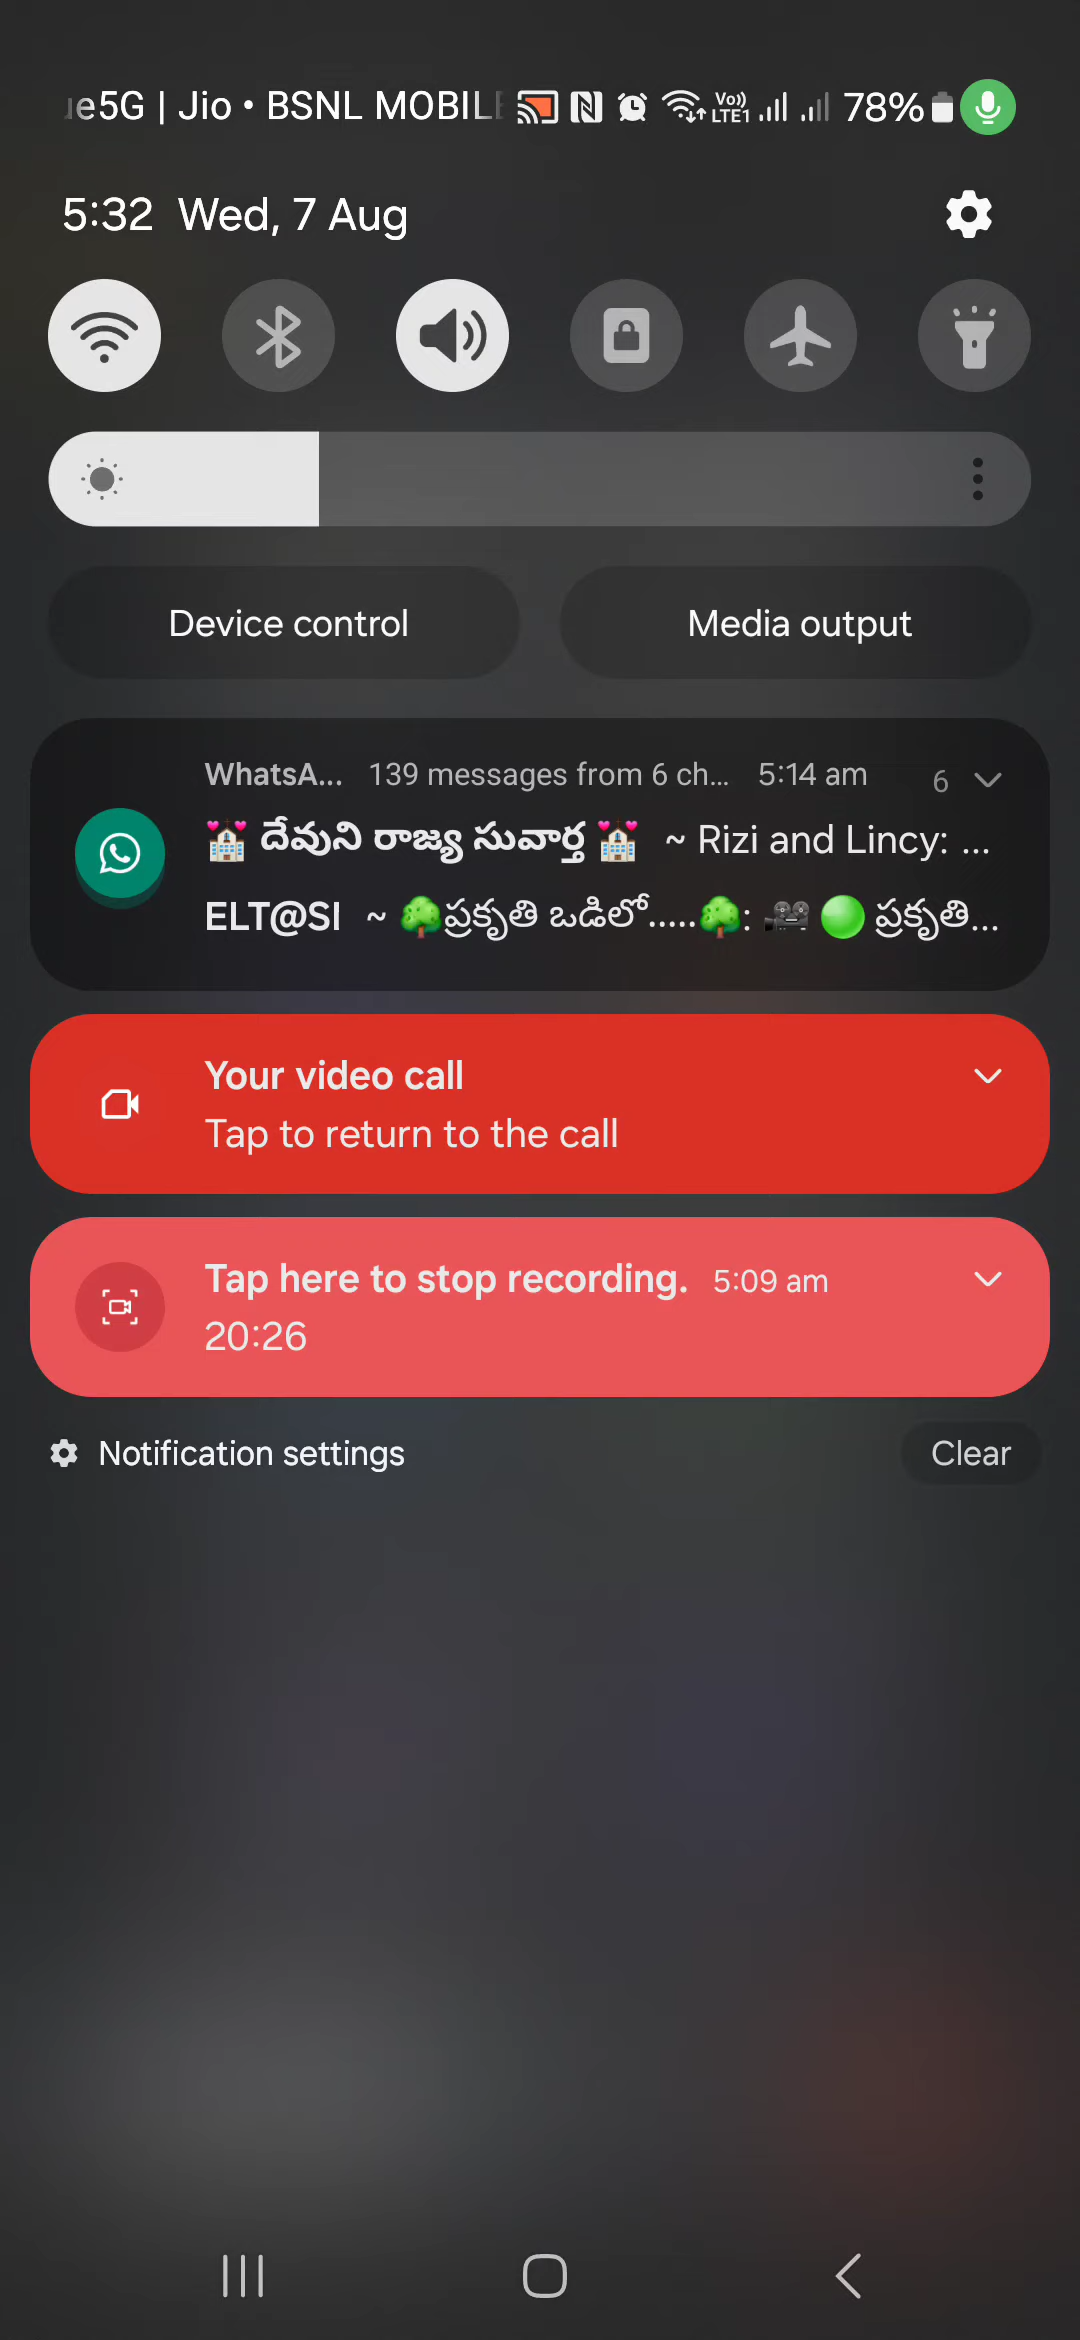 e5G | Jio • BSNL MOBIL Vo)) LTE1 78%
5:32 Wed, 7 Aug
Device control
Media output
WhatsA... 139 messages from 6 ch... 5:14 am 6
💒 దేవుని రాజ్య సువార్త 💒 ~ Rizi and Lincy: ...
ELT@SI ~ 🌳ప్రకృతి ఒడిలో.....🌳: 🎥 🟢 ప్రకృతి...
Your video call
Tap to return to the call
Tap here to stop recording. 5:09 am
20:26
Notification settings
Clear